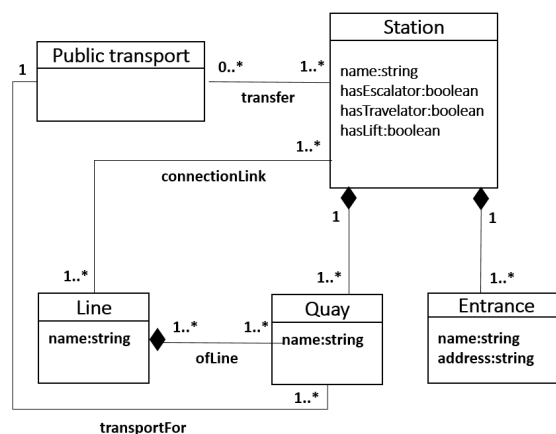 Station
Public transport
1
0..*
1..*
transfer
name:string
hasEscalator:boolean
hasTravelator:boolean
hasLift:boolean
1..*
connectionLink
1
1
1..*
1..*
1..*
Line
name:string
1..*
1..*
ofLine
Quay
name:string
Entrance
name:string
address:string
1..*
transportFor